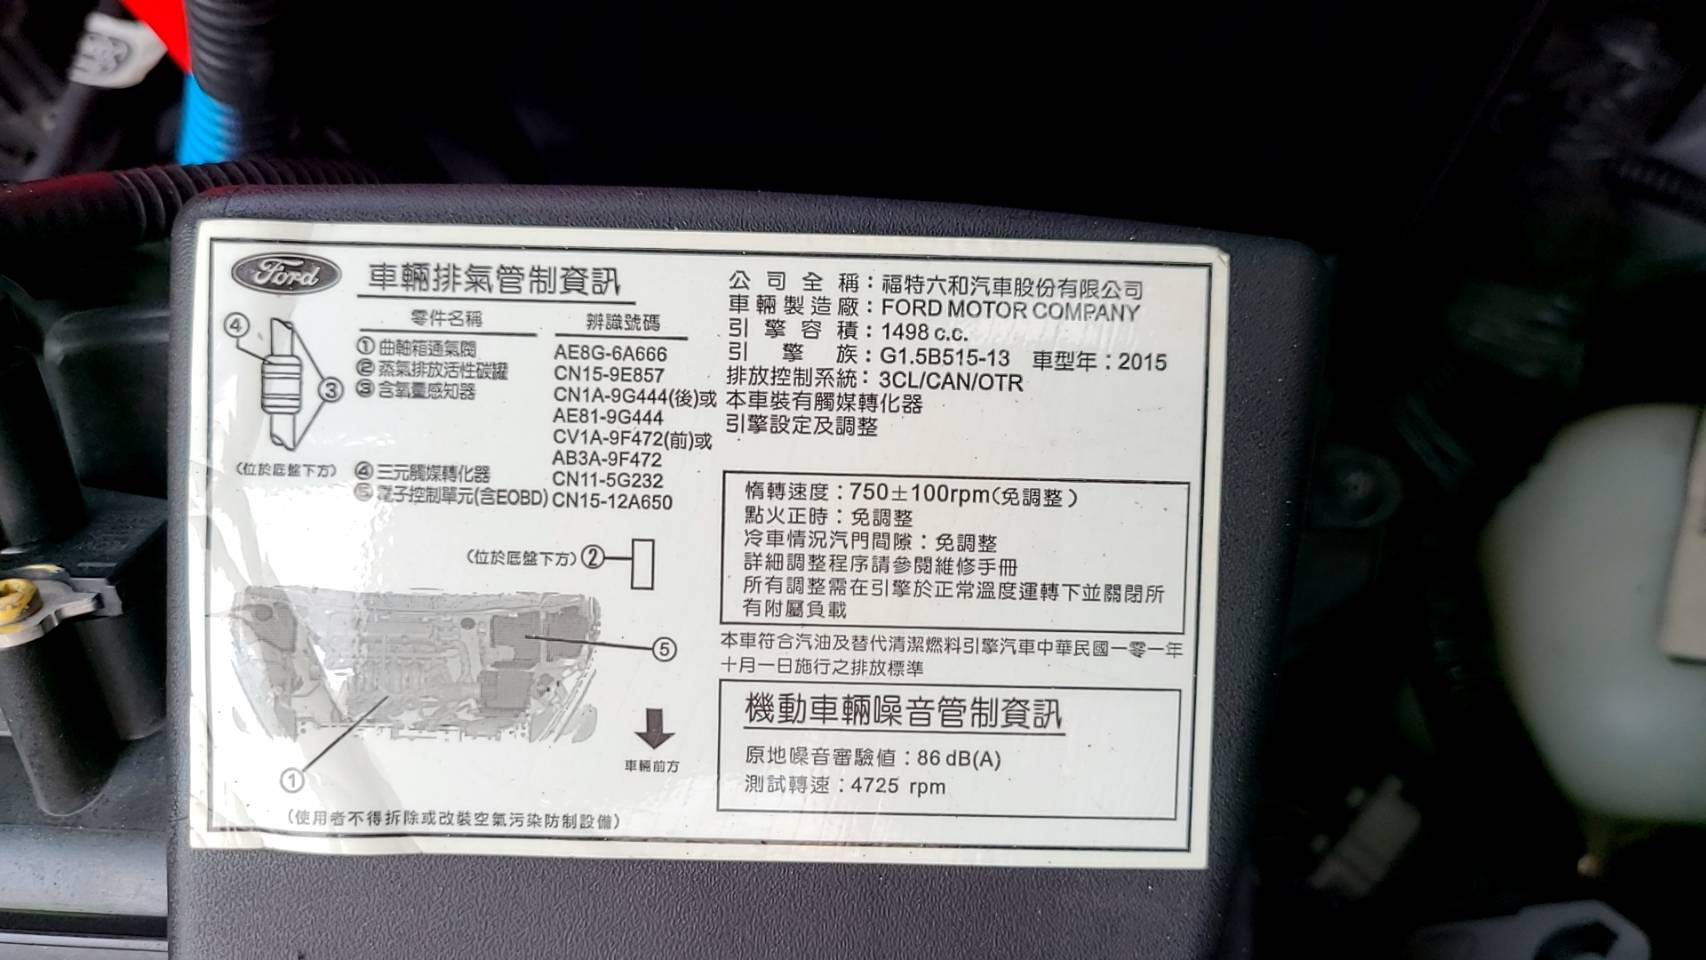 Ford
車輛排氣管制資訊
零件名稱 辨識號碼
①曲軸箱通氣閥 AE8G-6A666
②蒸氣排放活性碳罐 CN15-9E857
③含氧量感知器 CN1A-9G444(後)或
AE81-9G444
CV1A-9F472(前)或
AB3A-9F472
④三元觸媒轉化器 CN11-5G232
⑤電子控制單元(含EOBD) CN15-12A650
④
③
(位於底盤下方)
(位於底盤下方)②
⑤
①
車輛前方
(使用者不得拆除或改裝空氣污染防制設備)
公司全稱：福特六和汽車股份有限公司
車輛製造廠：FORD MOTOR COMPANY
引擎容積：1498 c.c.
引擎族：G1.5B515-13 車型年：2015
排放控制系統：3CL/CAN/OTR
本車裝有觸媒轉化器
引擎設定及調整
惰轉速度：750±100rpm(免調整)
點火正時：免調整
冷車情況汽門間隙：免調整
詳細調整程序請參閱維修手冊
所有調整需在引擎於正常溫度運轉下並關閉所
有附屬負載
本車符合汽油及替代清潔燃料引擎汽車中華民國一零一年
十月一日施行之排放標準
機動車輛噪音管制資訊
原地噪音審驗值：86 dB(A)
測試轉速：4725 rpm